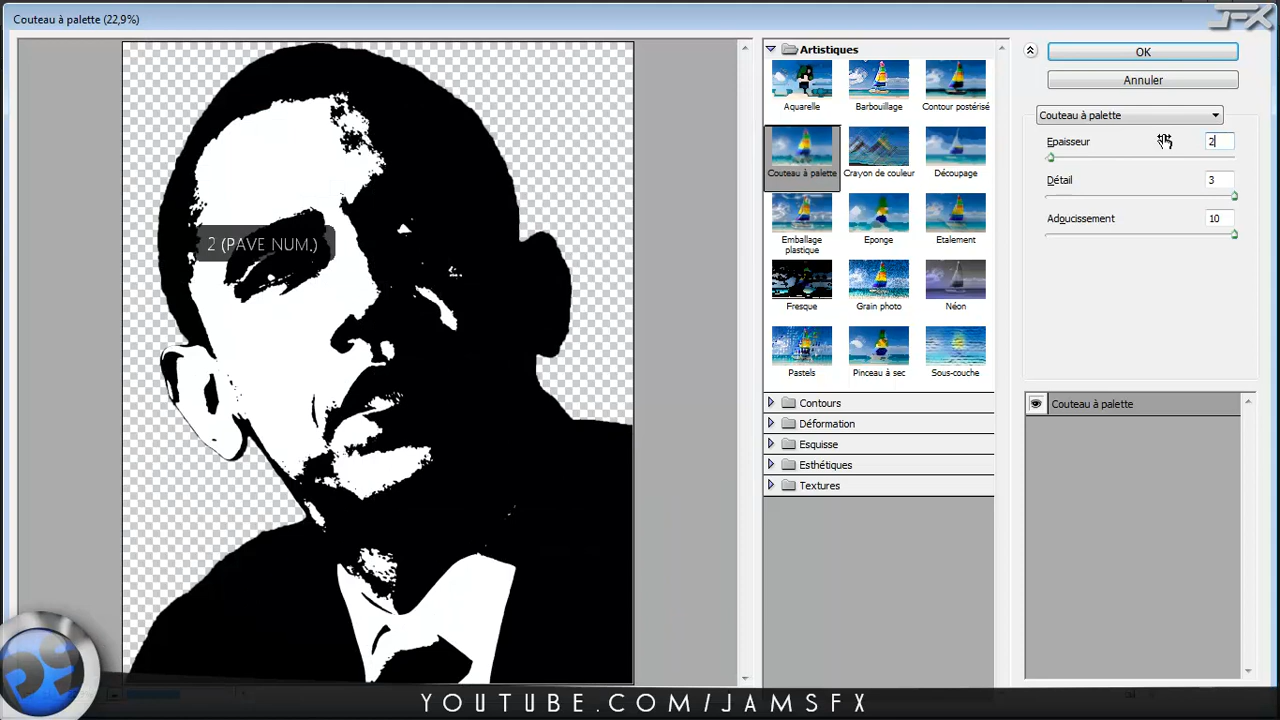 Couteau à palette (22,9%)
JFX
Artistiques
Aquarelle
Barbouillage
Contour postérisé
Couteau à palette
Crayon de couleur
Découpage
Emballage
plastique
Eponge
Etalement
Fresque
Grain photo
Néon
Pastels
Pinceau à sec
Sous-couche
Contours
Déformation
Esquisse
Esthétiques
Textures
OK
Annuler
Couteau à palette
Epaisseur
2
Détail
3
Adoucissement
10
Couteau à palette
2 (PAVE NUM.)
YOUTUBE.COM/JAMSFX